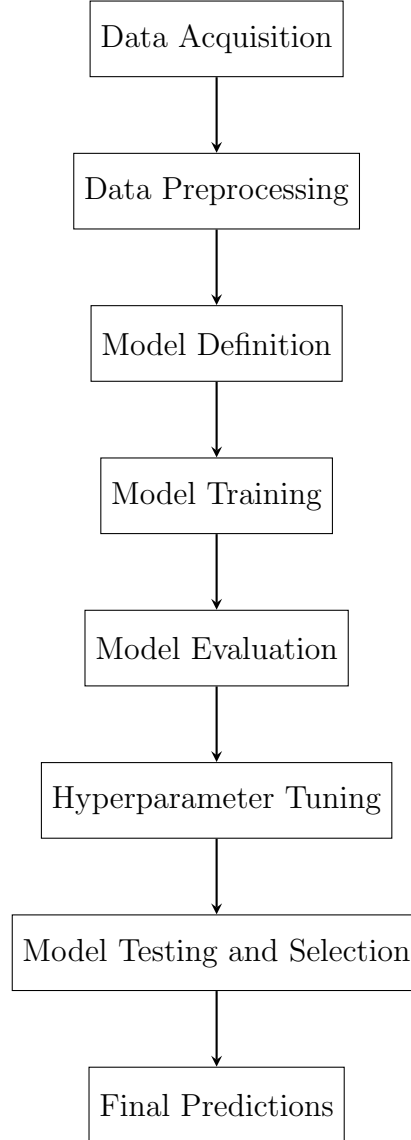 Data Acquisition
Data Preprocessing
Model Definition
Model Training
Model Evaluation
Hyperparameter Tuning
Model Testing and Selection
Final Predictions